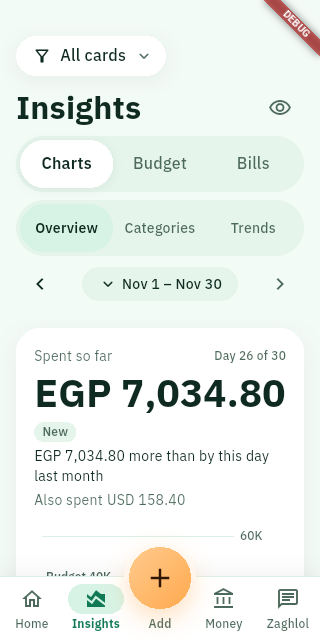 DEBUG
All cards
Insights
Charts Budget Bills
Overview Categories Trends
Nov 1 – Nov 30
Spent so far Day 26 of 30
EGP 7,034.80
New
EGP 7,034.80 more than by this day
last month
Also spent USD 158.40
60K
Budget 40K
Home Insights Add Money Zaghlol